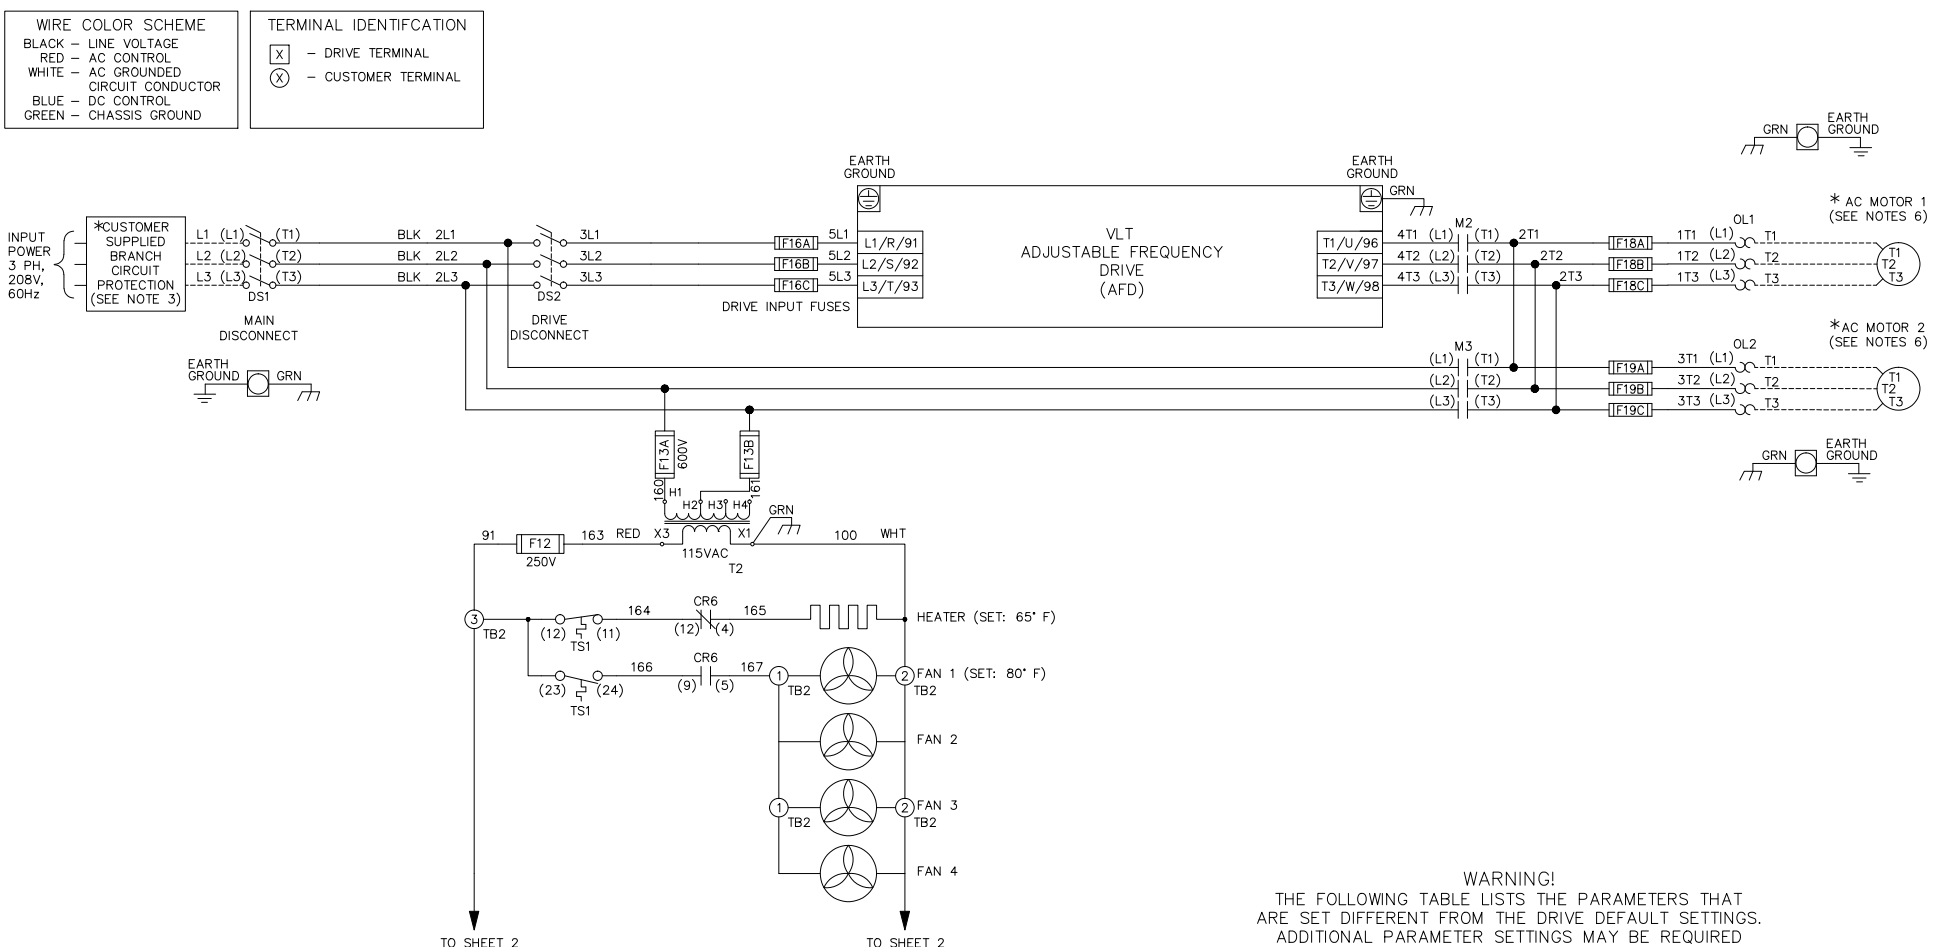 WIRE COLOR SCHEME
BLACK – LINE VOLTAGE
RED – AC CONTROL
WHITE – AC GROUNDED
CIRCUIT CONDUCTOR
BLUE – DC CONTROL
GREEN – CHASSIS GROUND
TERMINAL IDENTIFCATION
X – DRIVE TERMINAL
X – CUSTOMER TERMINAL
GRN
EARTH
GROUND
EARTH
GROUND
EARTH
GROUND
GRN
INPUT
POWER
3 PH,
208V,
60Hz
*CUSTOMER
SUPPLIED
BRANCH
CIRCUIT
PROTECTION
(SEE NOTE 3)
L1 (L1) (T1) BLK 2L1 3L1 F16A 5L1 L1/R/91
L2 (L2) (T2) BLK 2L2 3L2 F16B 5L2 L2/S/92
L3 (L3) (T3) BLK 2L3 3L3 F16C 5L3 L3/T/93
DS1
MAIN
DISCONNECT
DS2
DRIVE
DISCONNECT
DRIVE INPUT FUSES
VLT
ADJUSTABLE FREQUENCY
DRIVE
(AFD)
M2
OL1
T1/U/96 4T1 (L1) (T1) 2T1 F18A 1T1 (L1) T1
T2/V/97 4T2 (L2) (T2) 2T2 F18B 1T2 (L2) T2
T3/W/98 4T3 (L3) (T3) 2T3 F18C 1T3 (L3) T3
* AC MOTOR 1
(SEE NOTES 6)
T1
T2
T3
EARTH
GROUND
GRN
M3
OL2
(L1) (T1) F19A 3T1 (L1) T1
(L2) (T2) F19B 3T2 (L2) T2
(L3) (T3) F19C 3T3 (L3) T3
*AC MOTOR 2
(SEE NOTES 6)
T1
T2
T3
GRN
EARTH
GROUND
F13A
600V
F13B
160
161
H1
H2
H3
H4
GRN
91 F12 163 RED X3 X1 100 WHT
250V
115VAC
T2
3
TB2
(12) (11)
TS1
164
CR6
(12) (4)
165
HEATER (SET: 65° F)
(23) (24)
TS1
166
CR6
(9) (5)
167
1
TB2
2
TB2
FAN 1 (SET: 80° F)
FAN 2
1
TB2
2
TB2
FAN 3
FAN 4
TO SHEET 2
TO SHEET 2
WARNING!
THE FOLLOWING TABLE LISTS THE PARAMETERS THAT
ARE SET DIFFERENT FROM THE DRIVE DEFAULT SETTINGS.
ADDITIONAL PARAMETER SETTINGS MAY BE REQUIRED